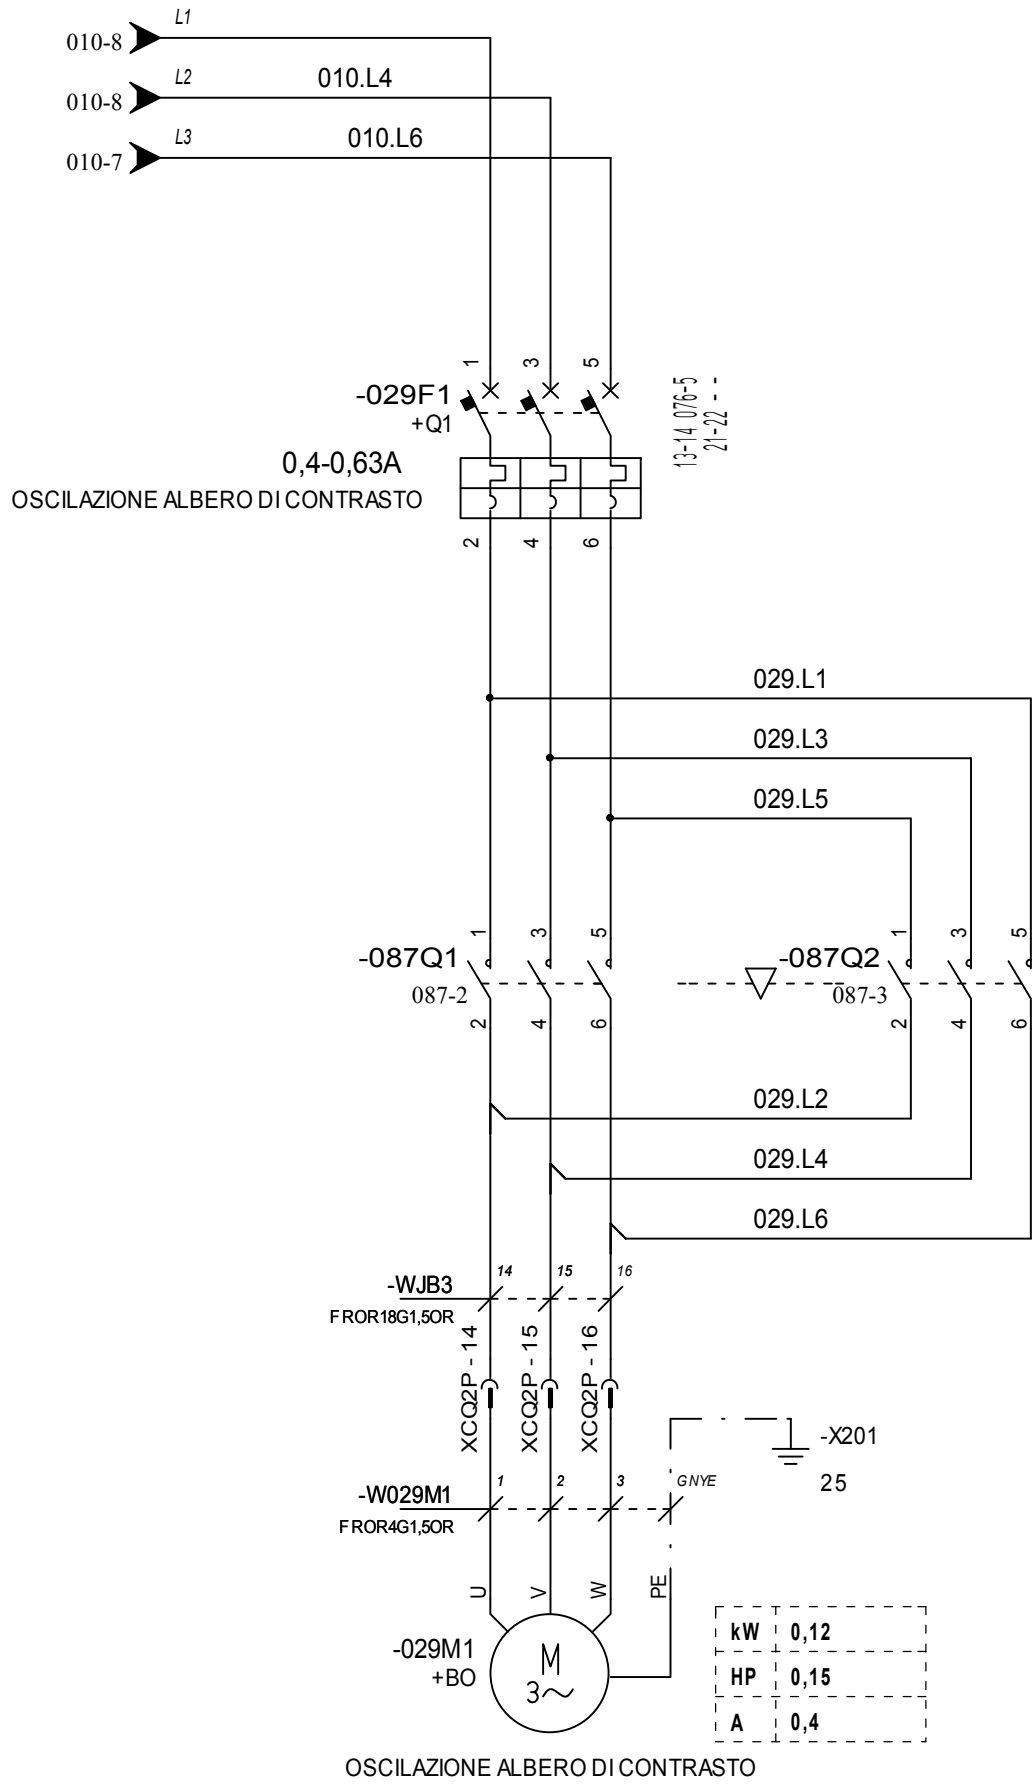 L1
010-8
L2
010.L4
010-8
L3
010.L6
010-7
1 3 5
-029F1
+Q1
13-14 076-5
21-22 - -
0,4-0,63A
OSCILAZIONE ALBERO DI CONTRASTO
2 4 6
029.L1
029.L3
029.L5
1 3 5 1 3 5
-087Q1 -087Q2
087-2 087-3
2 4 6 2 4 6
029.L2
029.L4
029.L6
14 15 16
-WJB3
FROR18G1,5OR
XCQ2P - 14
XCQ2P - 15
XCQ2P - 16
-X201
25
1 2 3 GNYE
-W029M1
FROR4G1,5OR
U V W PE
-029M1
+BO
M
3~
kW 0,12
HP 0,15
A 0,4
OSCILAZIONE ALBERO DI CONTRASTO